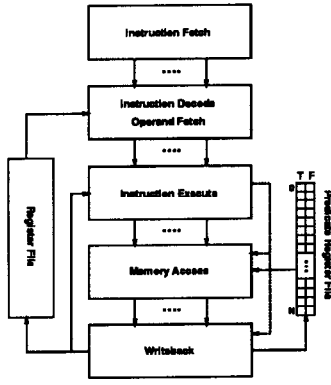 Instruction Fetch
Instruction Decode
Operand Fetch
Instruction Execute
Memory Access
Writeback
Register File
T F
0
N
Predicate Register File